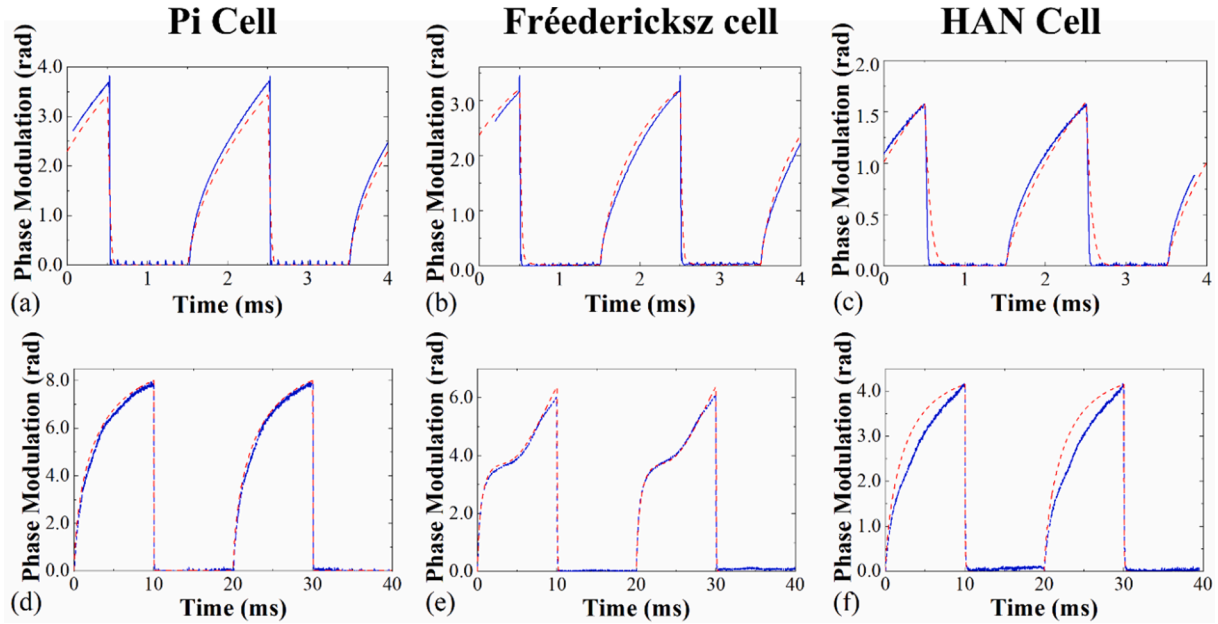 Pi Cell
Fréedericksz cell
HAN Cell
Phase Modulation (rad)
4.0
3.0
2.0
1.0
0.0
0
1
2
3
4
Time (ms)
(a)
Phase Modulation (rad)
3.0
2.0
1.0
0.0
0
1
2
3
4
Time (ms)
(b)
Phase Modulation (rad)
2.0
1.5
1.0
0.5
0.0
1
2
3
4
Time (ms)
(c)
Phase Modulation (rad)
8.0
6.0
4.0
2.0
0.0
0
10
20
30
40
Time (ms)
(d)
Phase Modulation (rad)
6.0
4.0
2.0
0.0
0
10
20
30
40
Time (ms)
(e)
Phase Modulation (rad)
4.0
3.0
2.0
1.0
0.0
0
10
20
30
40
Time (ms)
(f)